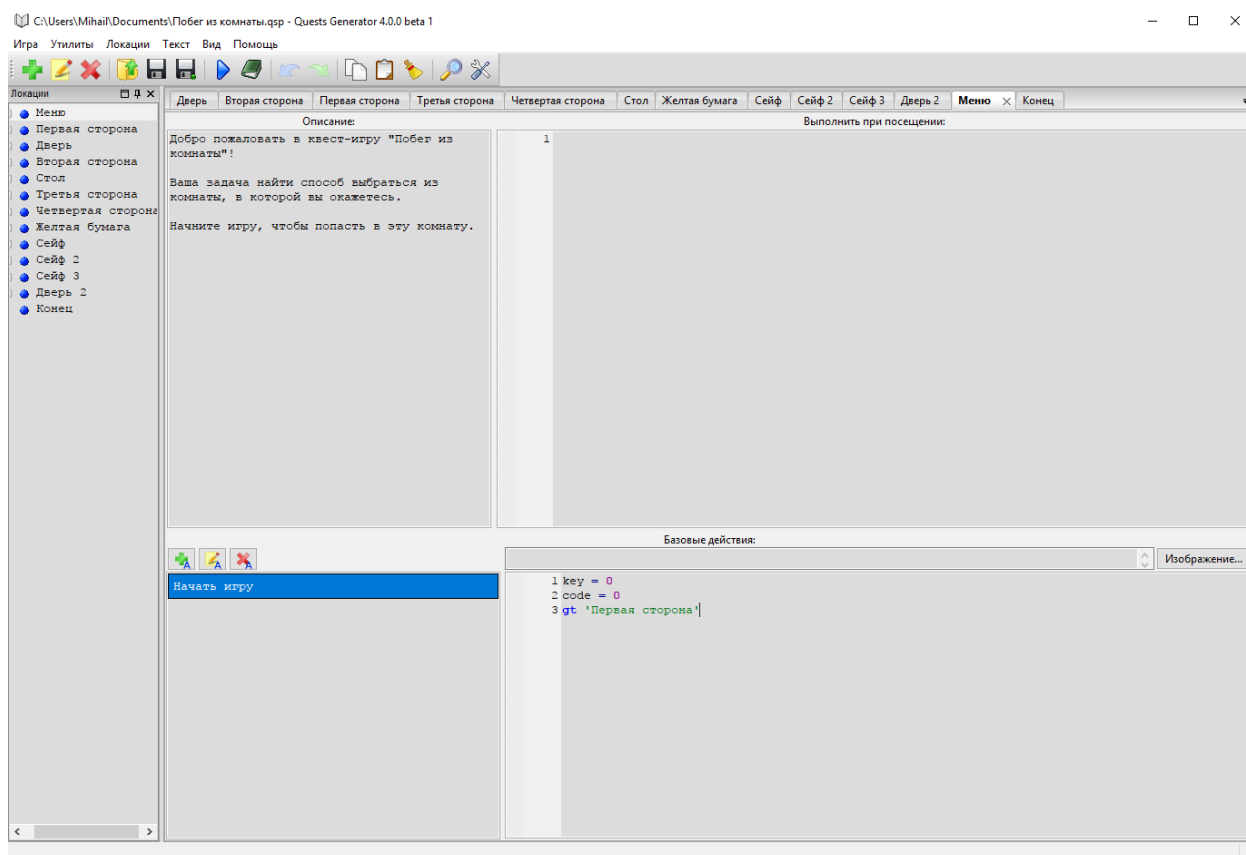 C:\Users\Mihail\Documents\Побег из комнаты.qsp - Quests Generator 4.0.0 beta 1
Игра Утилиты Локации Текст Вид Помощь
Локации
Меню
Первая сторона
Дверь
Вторая сторона
Стол
Третья сторона
Четвертая сторона
Желтая бумага
Сейф
Сейф 2
Сейф 3
Дверь 2
Конец
Дверь Вторая сторона Первая сторона Третья сторона Четвертая сторона Стол Желтая бумага Сейф Сейф 2 Сейф 3 Дверь 2 Меню Конец
Описание:
Добро пожаловать в квест-игру "Побег из
комнаты"!
Ваша задача найти способ выбраться из
комнаты, в которой вы окажетесь.
Начните игру, чтобы попасть в эту комнату.
Выполнить при посещении:
1
Базовые действия:
Изображение...
Начать игру
1 key = 0
2 code = 0
3 gt 'Первая сторона'